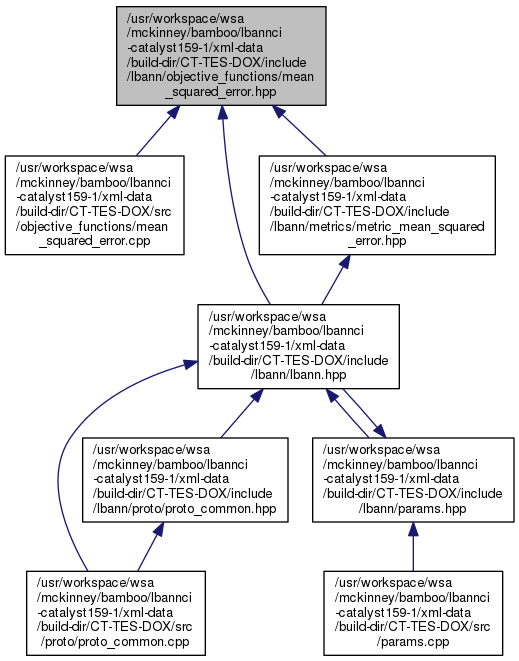 /usr/workspace/wsa
/mckinney/bamboo/lbannci
-catalyst159-1/xml-data
/build-dir/CT-TES-DOX/include
/lbann/objective_functions/mean
_squared_error.hpp
/usr/workspace/wsa
/mckinney/bamboo/lbannci
-catalyst159-1/xml-data
/build-dir/CT-TES-DOX/src
/objective_functions/mean
_squared_error.cpp
/usr/workspace/wsa
/mckinney/bamboo/lbannci
-catalyst159-1/xml-data
/build-dir/CT-TES-DOX/include
/lbann/metrics/metric_mean_squared
_error.hpp
/usr/workspace/wsa
/mckinney/bamboo/lbannci
-catalyst159-1/xml-data
/build-dir/CT-TES-DOX/include
/lbann/lbann.hpp
/usr/workspace/wsa
/mckinney/bamboo/lbannci
-catalyst159-1/xml-data
/build-dir/CT-TES-DOX/include
/lbann/proto/proto_common.hpp
/usr/workspace/wsa
/mckinney/bamboo/lbannci
-catalyst159-1/xml-data
/build-dir/CT-TES-DOX/include
/lbann/params.hpp
/usr/workspace/wsa
/mckinney/bamboo/lbannci
-catalyst159-1/xml-data
/build-dir/CT-TES-DOX/src
/proto/proto_common.cpp
/usr/workspace/wsa
/mckinney/bamboo/lbannci
-catalyst159-1/xml-data
/build-dir/CT-TES-DOX/src
/params.cpp